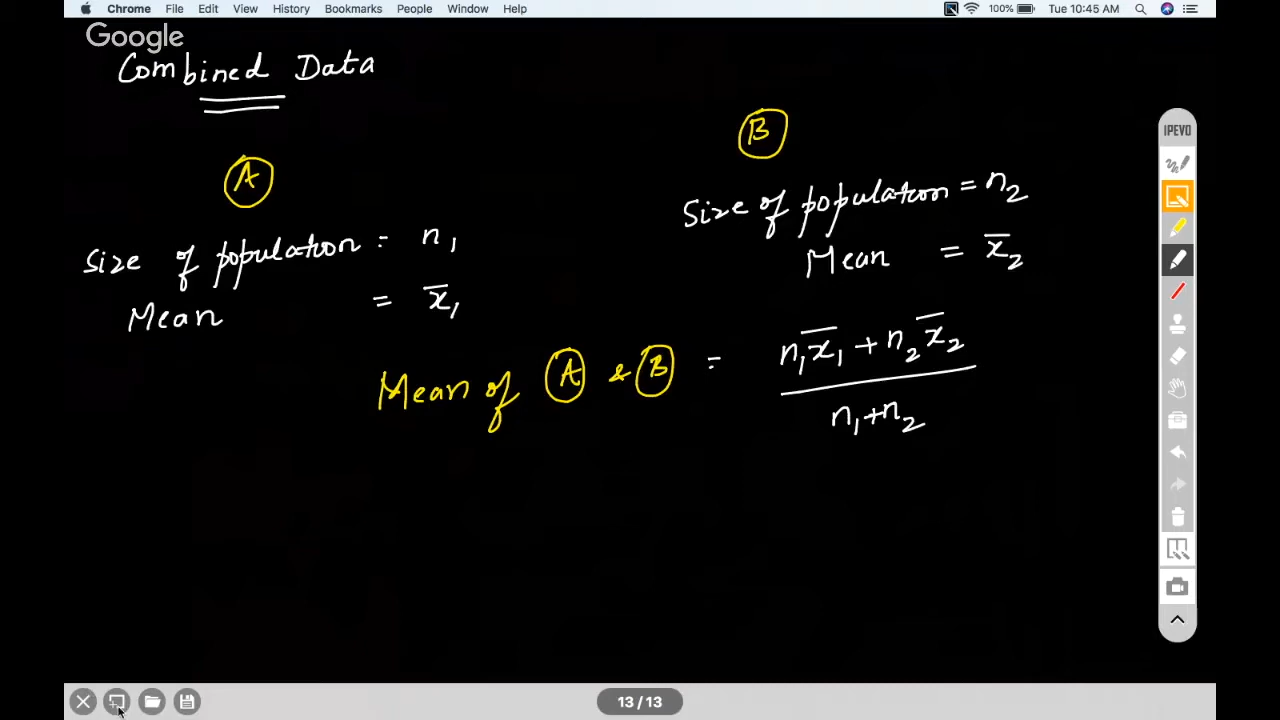 Chrome File Edit View History Bookmarks People Window Help 100% Tue 10:45 AM
Google
Combined Data
A
Size of population = n₁
Mean = x̅₁
B
Size of population = n₂
Mean = x̅₂
Mean of A & B = n₁x̅₁ + n₂x̅₂
n₁+n₂
IPEVO
13 / 13